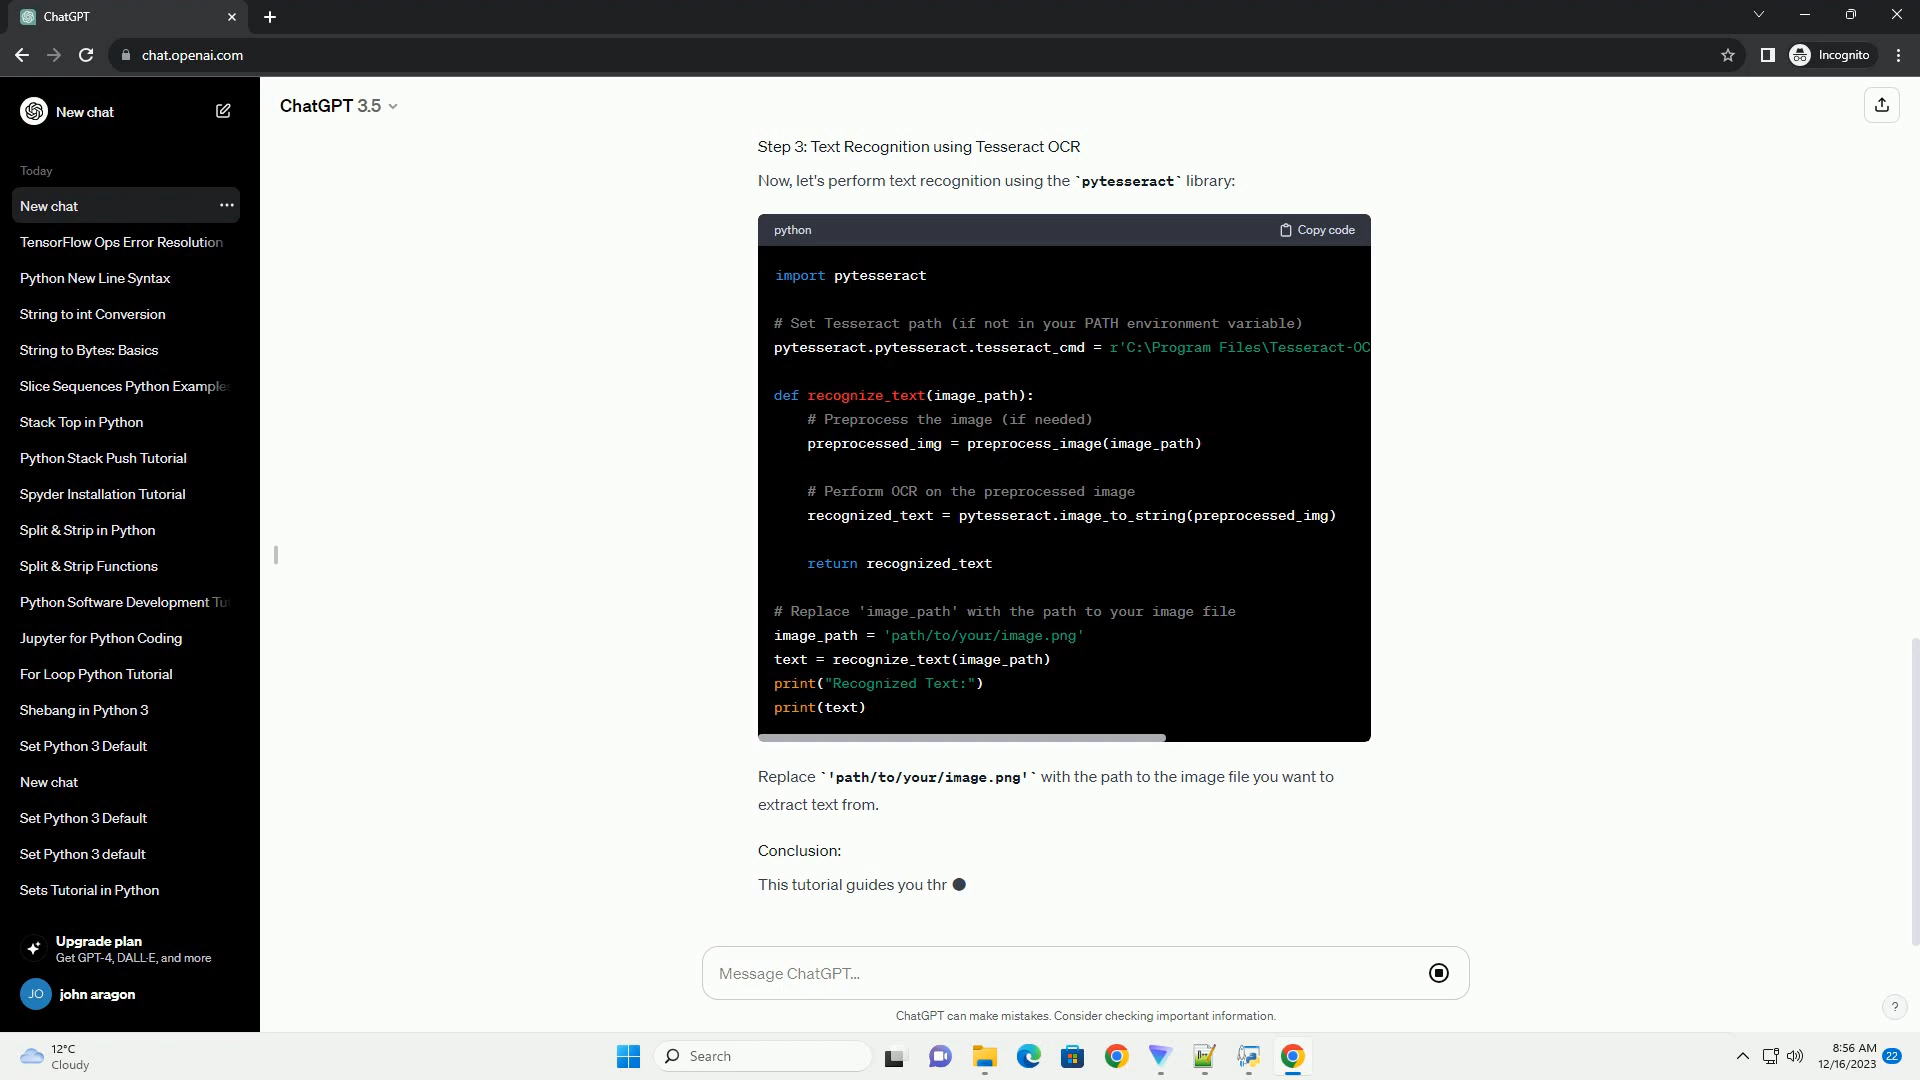 ChatGPT
chat.openai.com
Incognito
New chat
ChatGPT 3.5
Today
New chat
TensorFlow Ops Error Resolution
Python New Line Syntax
String to int Conversion
String to Bytes: Basics
Slice Sequences Python Examples
Stack Top in Python
Python Stack Push Tutorial
Spyder Installation Tutorial
Split & Strip in Python
Split & Strip Functions
Python Software Development Tu
Jupyter for Python Coding
For Loop Python Tutorial
Shebang in Python 3
Set Python 3 Default
New chat
Set Python 3 Default
Set Python 3 default
Sets Tutorial in Python
Upgrade plan
Get GPT-4, DALL·E, and more
JO
john aragon
Step 3: Text Recognition using Tesseract OCR
Now, let's perform text recognition using the `pytesseract` library:
python
Copy code
import pytesseract
# Set Tesseract path (if not in your PATH environment variable)
pytesseract.pytesseract.tesseract_cmd = r'C:\Program Files\Tesseract-OC
def recognize_text(image_path):
# Preprocess the image (if needed)
preprocessed_img = preprocess_image(image_path)
# Perform OCR on the preprocessed image
recognized_text = pytesseract.image_to_string(preprocessed_img)
return recognized_text
# Replace 'image_path' with the path to your image file
image_path = 'path/to/your/image.png'
text = recognize_text(image_path)
print("Recognized Text:")
print(text)
Replace `'path/to/your/image.png'` with the path to the image file you want to
extract text from.
Conclusion:
This tutorial guides you thr
Message ChatGPT...
ChatGPT can make mistakes. Consider checking important information.
?
12°C
Cloudy
Search
8:56 AM
12/16/2023
22